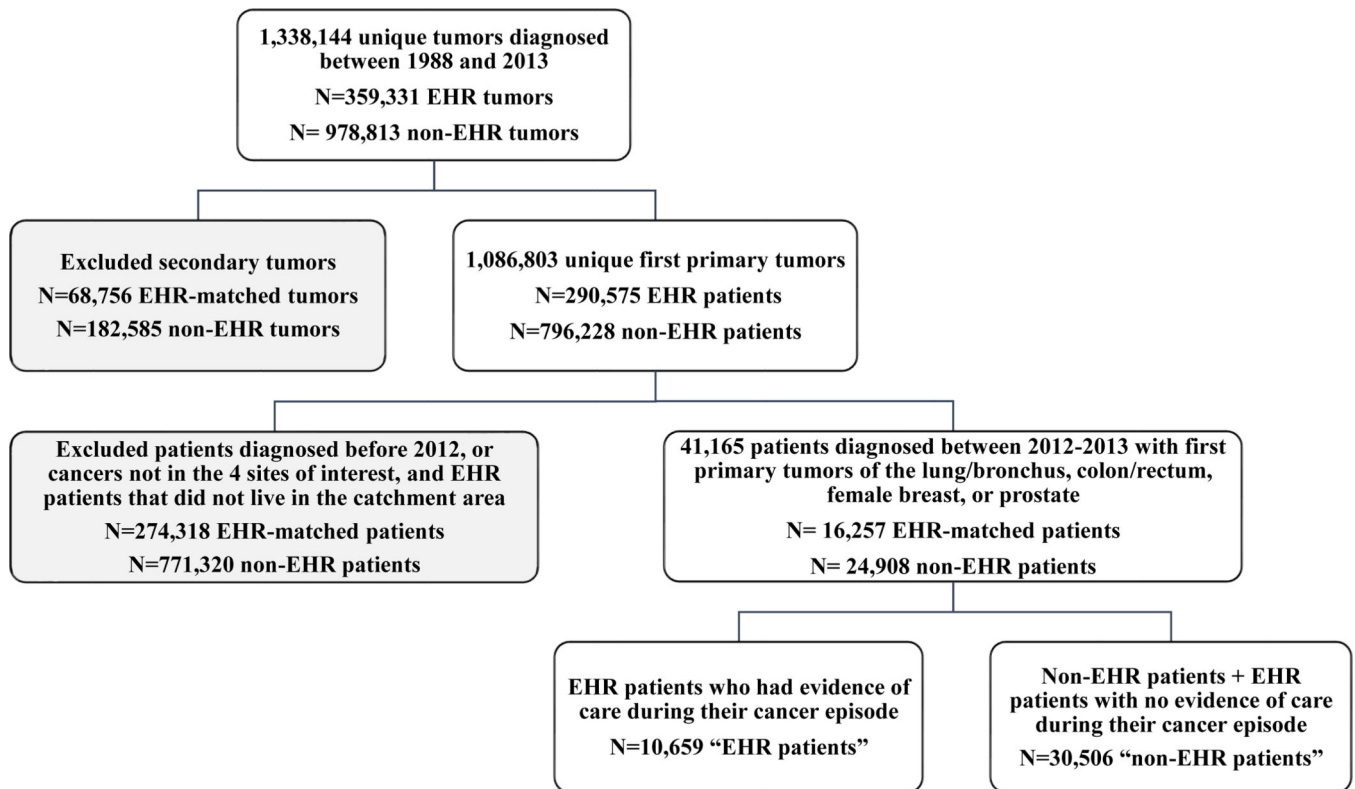 1,338,144 unique tumors diagnosed
between 1988 and 2013
N=359,331 EHR tumors
N= 978,813 non-EHR tumors
Excluded secondary tumors
N=68,756 EHR-matched tumors
N=182,585 non-EHR tumors
1,086,803 unique first primary tumors
N=290,575 EHR patients
N=796,228 non-EHR patients
Excluded patients diagnosed before 2012, or
cancers not in the 4 sites of interest, and EHR
patients that did not live in the catchment area
N=274,318 EHR-matched patients
N=771,320 non-EHR patients
41,165 patients diagnosed between 2012-2013 with first
primary tumors of the lung/bronchus, colon/rectum,
female breast, or prostate
N= 16,257 EHR-matched patients
N= 24,908 non-EHR patients
EHR patients who had evidence of
care during their cancer episode
N=10,659 “EHR patients”
Non-EHR patients + EHR
patients with no evidence of care
during their cancer episode
N=30,506 “non-EHR patients”